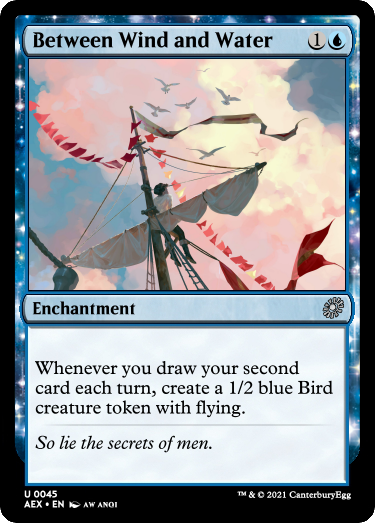 Between Wind and Water 1
Enchantment
Whenever you draw your second
card each turn, create a 1/2 blue Bird
creature token with flying.
So lie the secrets of men.
U 0045
AEX • EN AW ANOI
™ & © 2021 CanterburyEgg